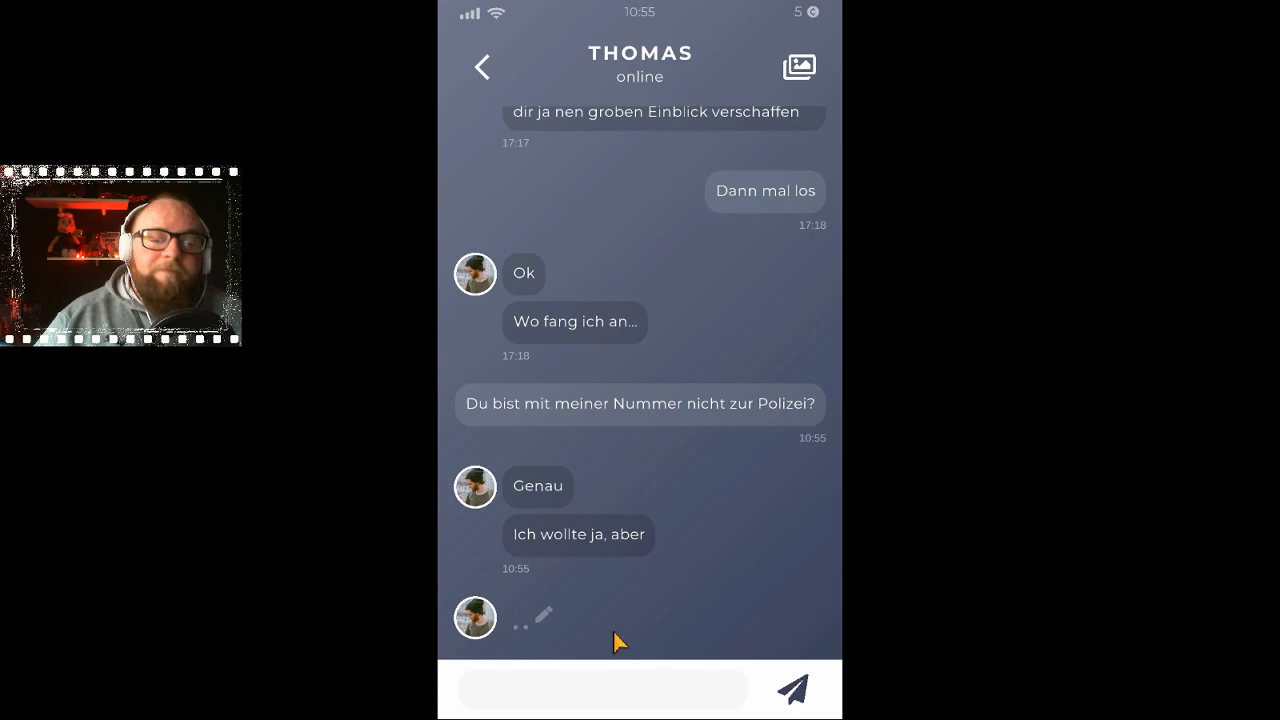 10:55
5
THOMAS
online
dir ja nen groben Einblick verschaffen
17:17
Dann mal los
17:18
Ok
Wo fang ich an...
17:18
Du bist mit meiner Nummer nicht zur Polizei?
10:55
Genau
Ich wollte ja, aber
10:55